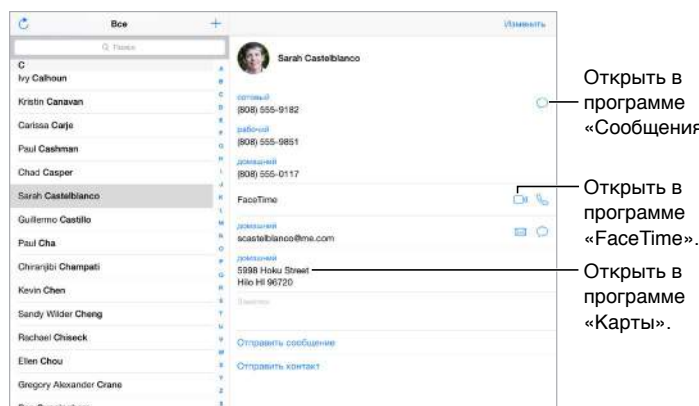 Все
+
Изменить
Поиск
C
Ivy Calhoun
Kristin Canavan
Carissa Carje
Paul Cashman
Chad Casper
Sarah Castelblanco
Guillermo Castillo
Paul Cha
Chiranjibi Champati
Kevin Chen
Sandy Wilder Cheng
Rachael Chiseck
Ellen Chou
Gregory Alexander Crane
Sarah Castelblanco
сотовый
(808) 555-9182
рабочий
(808) 555-9851
домашний
(808) 555-0117
FaceTime
домашний
scastelblanco@me.com
домашний
5998 Hoku Street
Hilo HI 96720
Заметки
Отправить сообщение
Отправить контакт
Открыть в
программе
«Сообщения
Открыть в
программе
«FaceTime».
Открыть в
программе
«Карты».